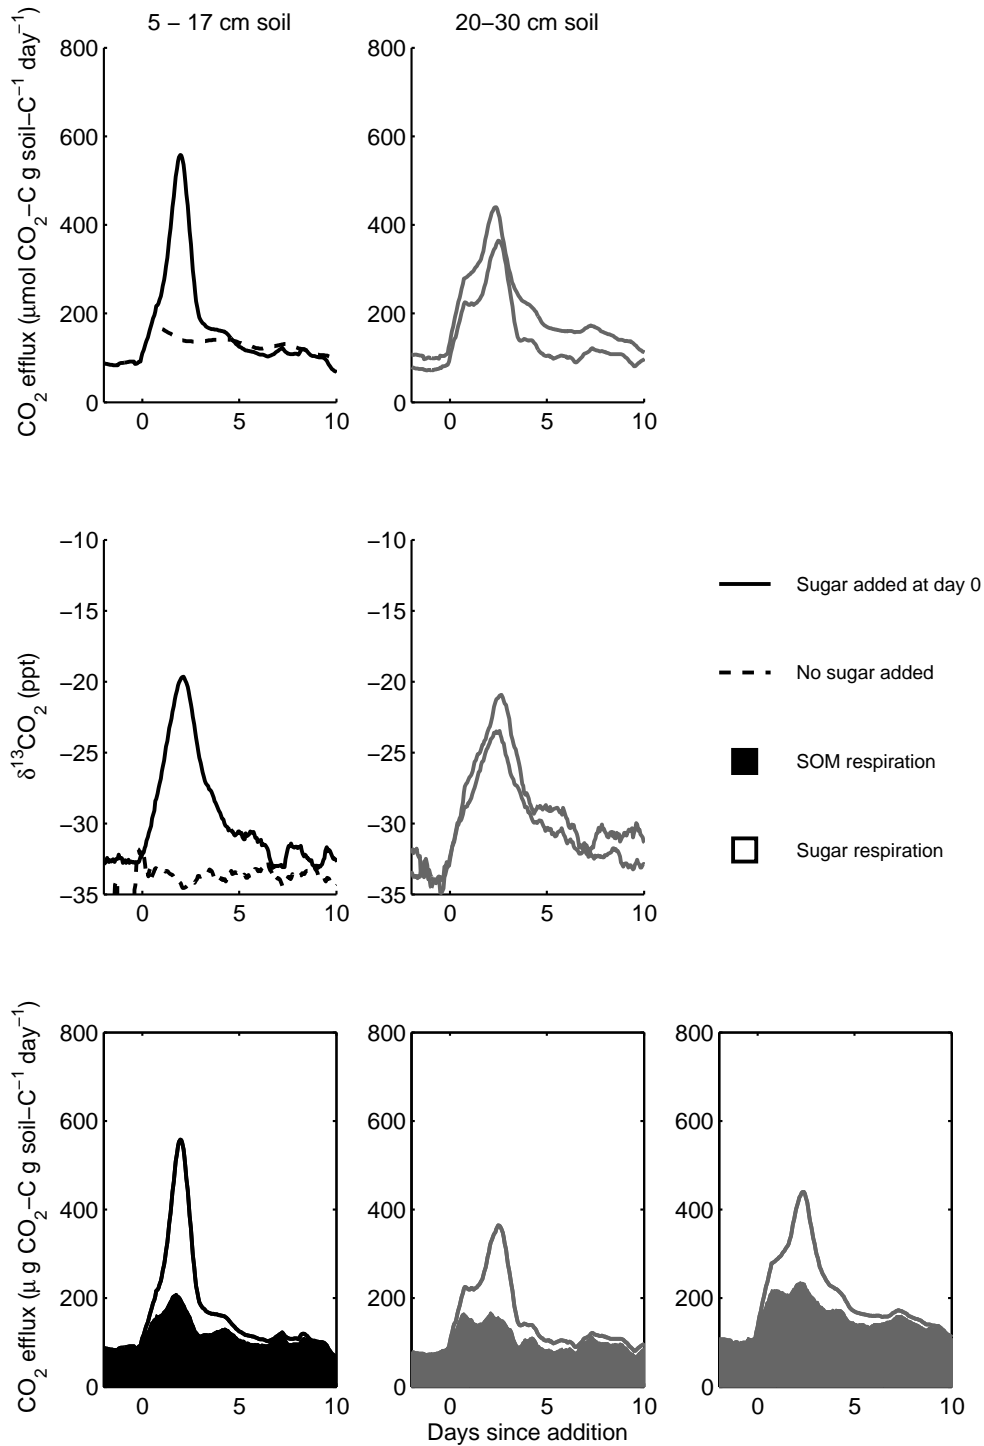 5 − 17 cm soil
20−30 cm soil
CO2 efflux (μmol CO2−C g soil−C−1 day−1)
800
600
400
200
0
0 5 10
800
600
400
200
0
0 5 10
δ13CO2 (ppt)
−10
−15
−20
−25
−30
−35
0 5 10
−10
−15
−20
−25
−30
−35
0 5 10
Sugar added at day 0
No sugar added
SOM respiration
Sugar respiration
CO2 efflux (μ g CO2−C g soil−C−1 day−1)
800
600
400
200
0
0 5 10
800
600
400
200
0
0 5 10
800
600
400
200
0
0 5 10
Days since addition